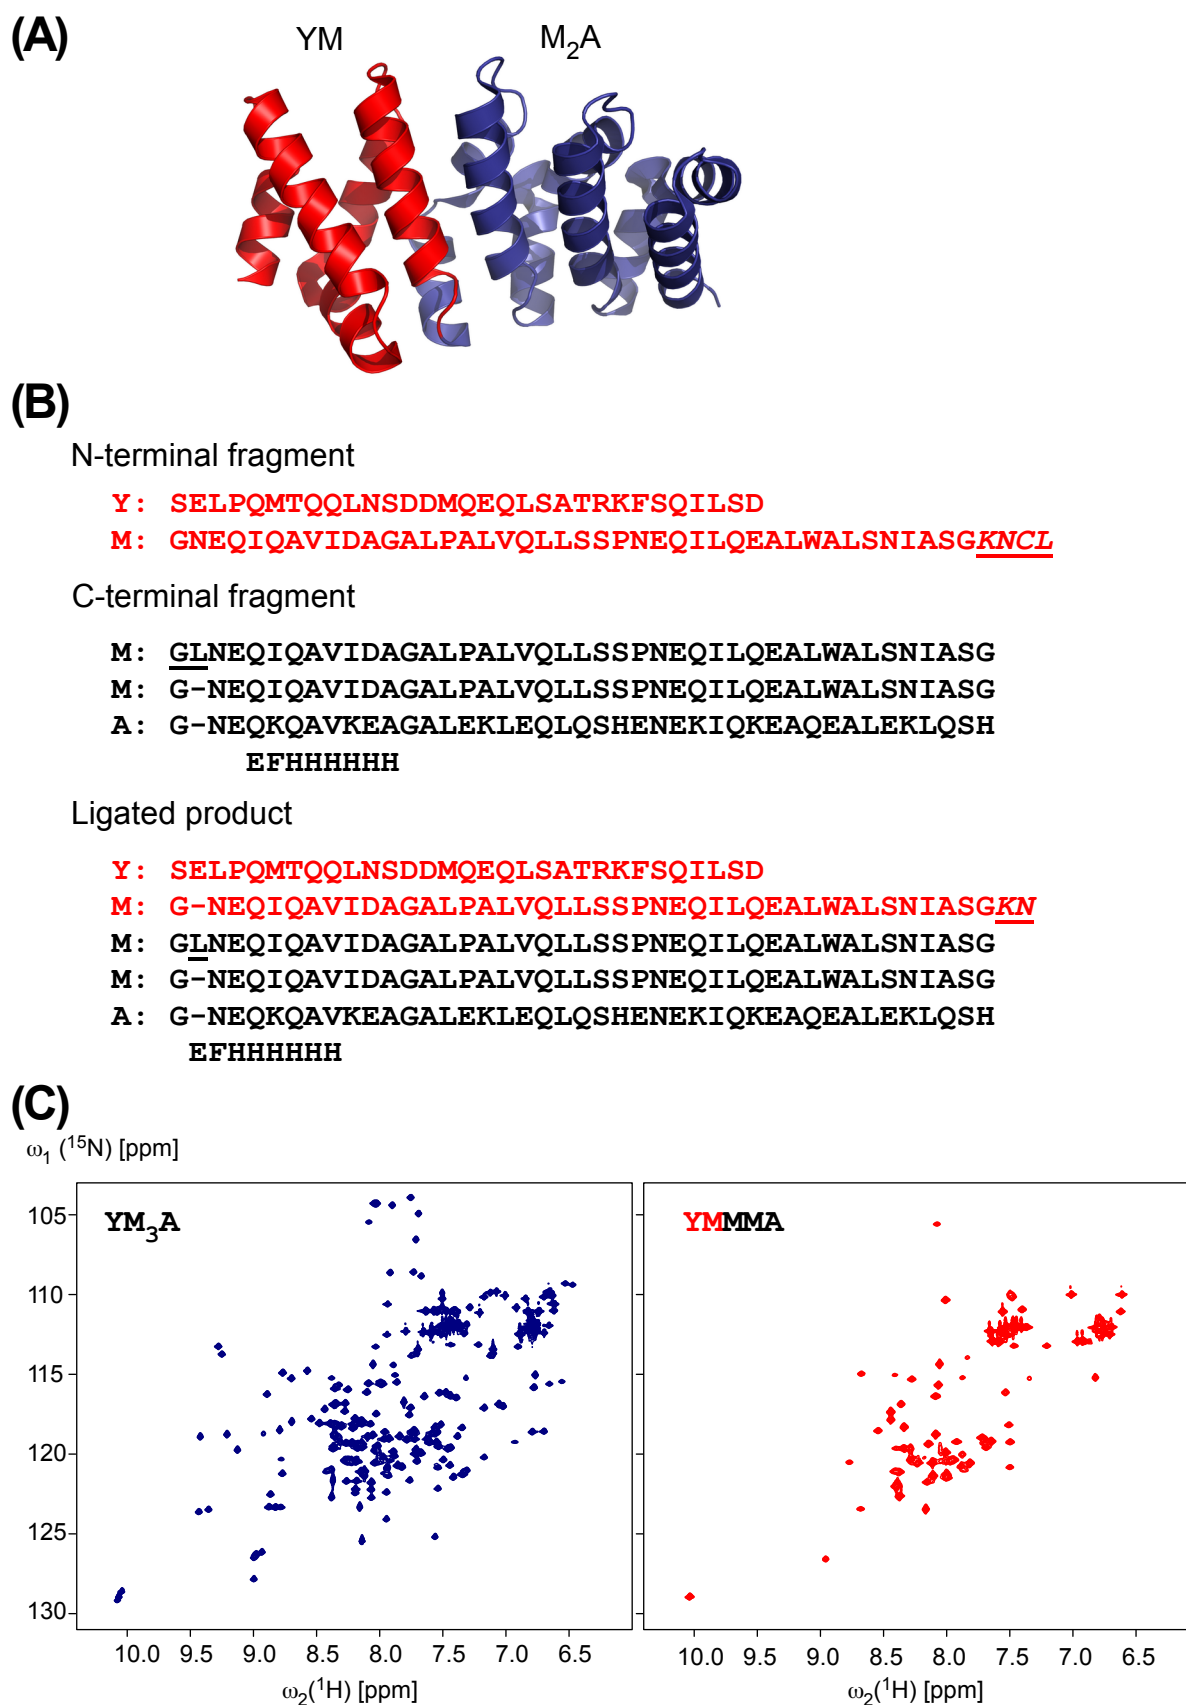 (A)
YM M₂A
(B)
N-terminal fragment
Y: SELPQMTQQLNSDDMQEQLSATRKFSQILSD
M: GNEQIQAVIDAGALPALVQLLSSPNEQILQEALWALSNIASGKNCL
C-terminal fragment
M: GLNEQIQAVIDAGALPALVQLLSSPNEQILQEALWALSNIASG
M: G-NEQIQAVIDAGALPALVQLLSSPNEQILQEALWALSNIASG
A: G-NEQKQAVKEAGALEKLEQLQSHENEKIQKEAQEALEKLQSH
EFHHHHHH
Ligated product
Y: SELPQMTQQLNSDDMQEQLSATRKFSQILSD
M: G-NEQIQAVIDAGALPALVQLLSSPNEQILQEALWALSNIASGKN
M: GLNEQIQAVIDAGALPALVQLLSSPNEQILQEALWALSNIASG
M: G-NEQIQAVIDAGALPALVQLLSSPNEQILQEALWALSNIASG
A: G-NEQKQAVKEAGALEKLEQLQSHENEKIQKEAQEALEKLQSH
EFHHHHHH
(C)
ω₁ (¹⁵N) [ppm]
YM₃A YMMMA
105
110
115
120
125
130
10.0 9.5 9.0 8.5 8.0 7.5 7.0 6.5 10.0 9.5 9.0 8.5 8.0 7.5 7.0 6.5
ω₂(¹H) [ppm] ω₂(¹H) [ppm]